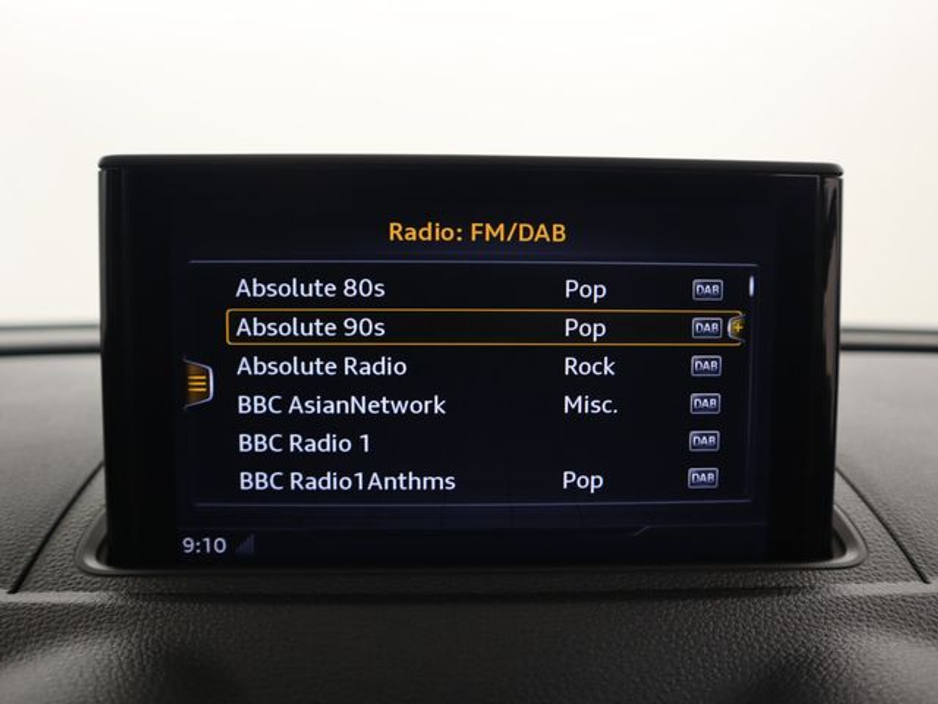 Radio: FM/DAB
Absolute 80s Pop DAB
Absolute 90s Pop DAB +
Absolute Radio Rock DAB
BBC AsianNetwork Misc. DAB
BBC Radio 1 DAB
BBC Radio1Anthms Pop DAB
9:10